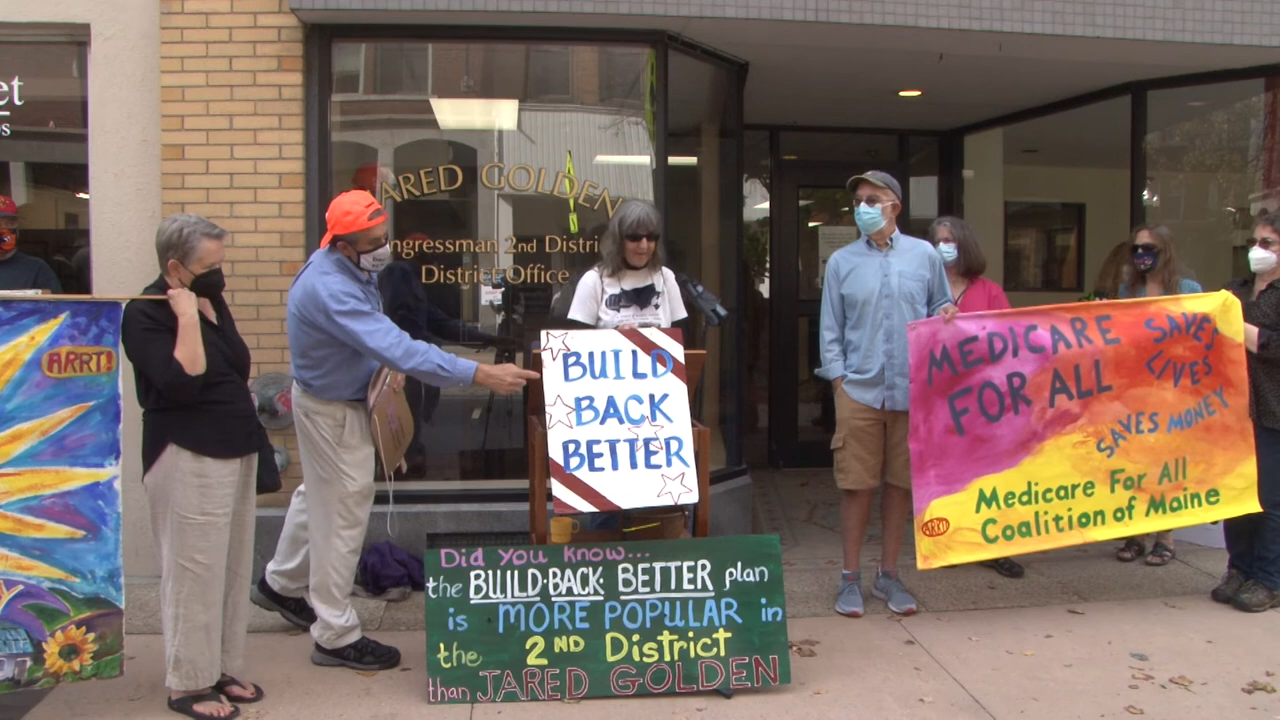 et
ARRT!
JARED GOLDEN
2nd
District Office
BUILD
BACK
BETTER
Did you know...
the BUILD·BACK· BETTER plan
is MORE POPULAR in
the 2ND District
than JARED GOLDEN
MEDICARE
FOR ALL
SAVES
LIVES
SAVES MONEY
Medicare For All
Coalition of Maine
ARRT!